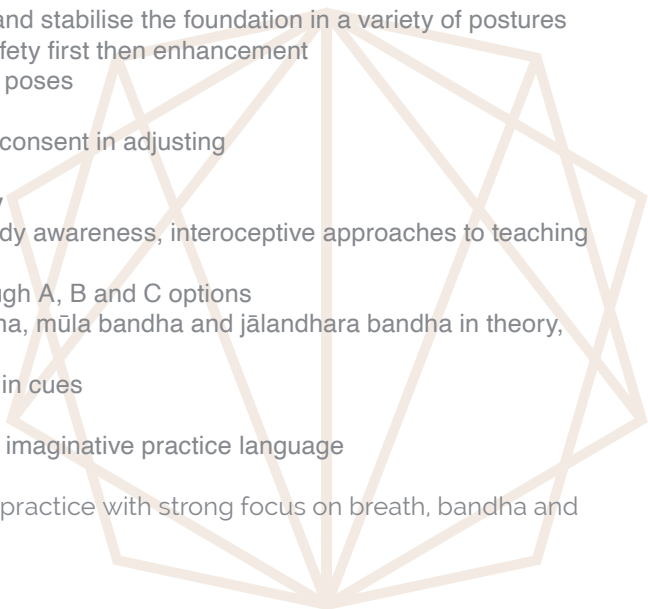 and stabilise the foundation in a variety of postures
fety first then enhancement
poses
consent in adjusting
dy awareness, interoceptive approaches to teaching
ugh A, B and C options
na, mūla bandha and jālandhara bandha in theory,
in cues
imaginative practice language
practice with strong focus on breath, bandha and